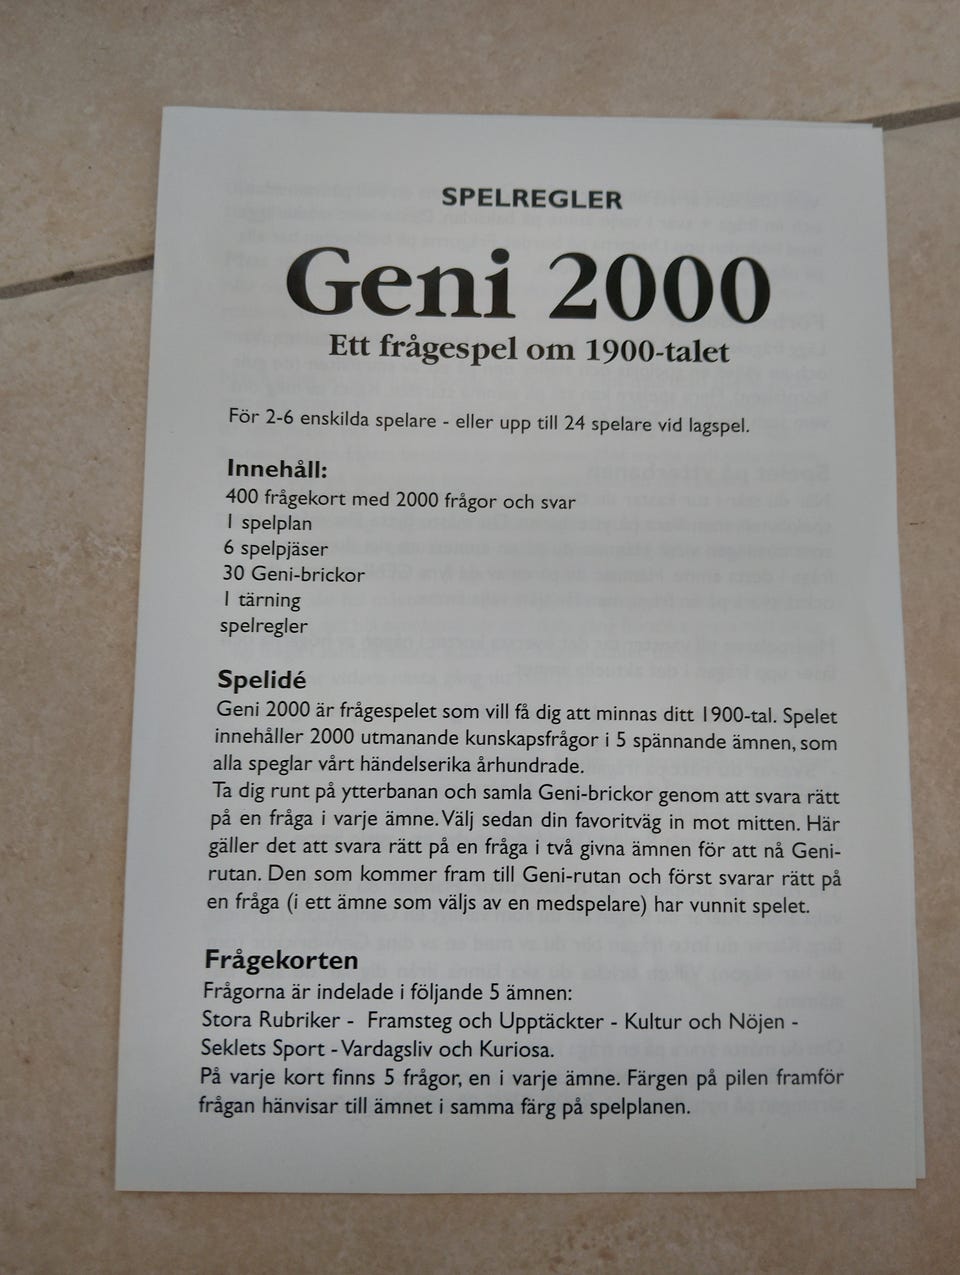 SPELREGLER
Geni 2000
Ett frågespel om 1900-talet
För 2-6 enskilda spelare - eller upp till 24 spelare vid lagspel.
Innehåll:
400 frågekort med 2000 frågor och svar
1 spelplan
6 spelpjäser
30 Geni-brickor
1 tärning
spelregler
Spelidé
Geni 2000 är frågespelet som vill få dig att minnas ditt 1900-tal. Spelet
innehåller 2000 utmanande kunskapsfrågor i 5 spännande ämnen, som
alla speglar vårt händelserika århundrade.
Ta dig runt på ytterbanan och samla Geni-brickor genom att svara rätt
på en fråga i varje ämne. Välj sedan din favoritväg in mot mitten. Här
gäller det att svara rätt på en fråga i två givna ämnen för att nå Geni-
rutan. Den som kommer fram till Geni-rutan och först svarar rätt på
en fråga (i ett ämne som väljs av en medspelare) har vunnit spelet.
Frågekorten
Frågorna är indelade i följande 5 ämnen:
Stora Rubriker - Framsteg och Upptäckter - Kultur och Nöjen -
Seklets Sport - Vardagsliv och Kuriosa.
På varje kort finns 5 frågor, en i varje ämne. Färgen på pilen framför
frågan hänvisar till ämnet i samma färg på spelplanen.